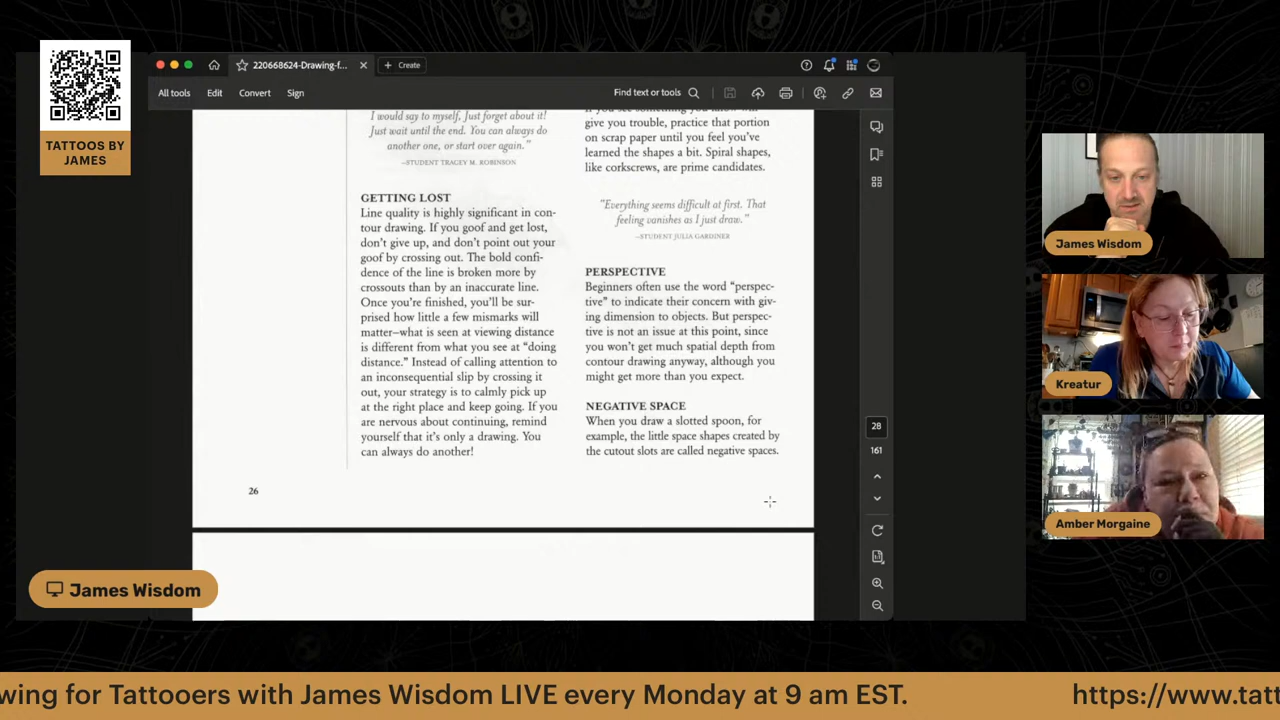 TATTOOS BY
JAMES
220668624-Drawing-f...
Create
All tools
Edit
Convert
Sign
Find text or tools
I would say to myself, Just forget about it!
Just wait until the end. You can always do
another one, or start over again.”
–STUDENT TRACEY M. ROBINSON
GETTING LOST
Line quality is highly significant in con-
tour drawing. If you goof and get lost,
don’t give up, and don’t point out your
goof by crossing out. The bold confi-
dence of the line is broken more by
crossouts than by an inaccurate line.
Once you’re finished, you’ll be sur-
prised how little a few mismarks will
matter—what is seen at viewing distance
is different from what you see at “doing
distance.” Instead of calling attention to
an inconsequential slip by crossing it
out, your strategy is to calmly pick up
at the right place and keep going. If you
are nervous about continuing, remind
yourself that it’s only a drawing. You
can always do another!
26
give you trouble, practice that portion
on scrap paper until you feel you’ve
learned the shapes a bit. Spiral shapes,
like corkscrews, are prime candidates.
“Everything seems difficult at first. That
feeling vanishes as I just draw.”
–STUDENT JULIA GARDINER
PERSPECTIVE
Beginners often use the word “perspec-
tive” to indicate their concern with giv-
ing dimension to objects. But perspec-
tive is not an issue at this point, since
you won’t get much spatial depth from
contour drawing anyway, although you
might get more than you expect.
NEGATIVE SPACE
When you draw a slotted spoon, for
example, the little space shapes created by
the cutout slots are called negative spaces.
28
161
James Wisdom
Kreatur
Amber Morgaine
James Wisdom
wing for Tattooers with James Wisdom LIVE every Monday at 9 am EST.
https://www.tatt